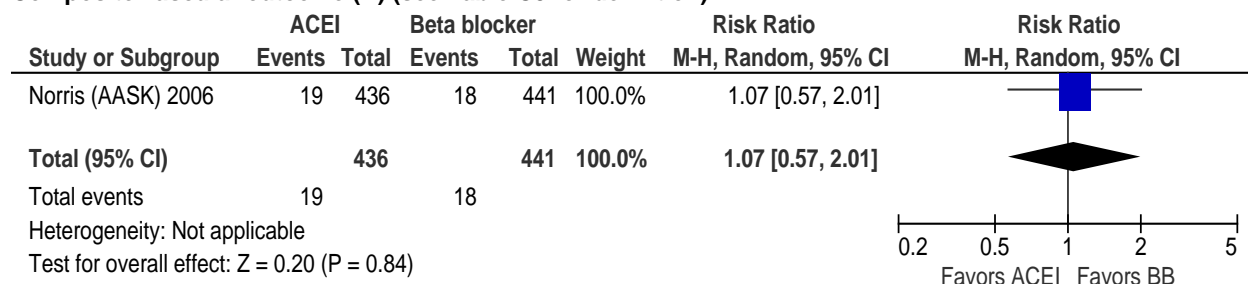 ACEI Beta blocker Risk Ratio Risk Ratio
Study or Subgroup Events Total Events Total Weight M-H, Random, 95% CI M-H, Random, 95% CI
Norris (AASK) 2006 19 436 18 441 100.0% 1.07 [0.57, 2.01]
Total (95% CI) 436 441 100.0% 1.07 [0.57, 2.01]
Total events 19 18
Heterogeneity: Not applicable
Test for overall effect: Z = 0.20 (P = 0.84)
0.2 0.5 1 2 5
Favors ACEI Favors BB